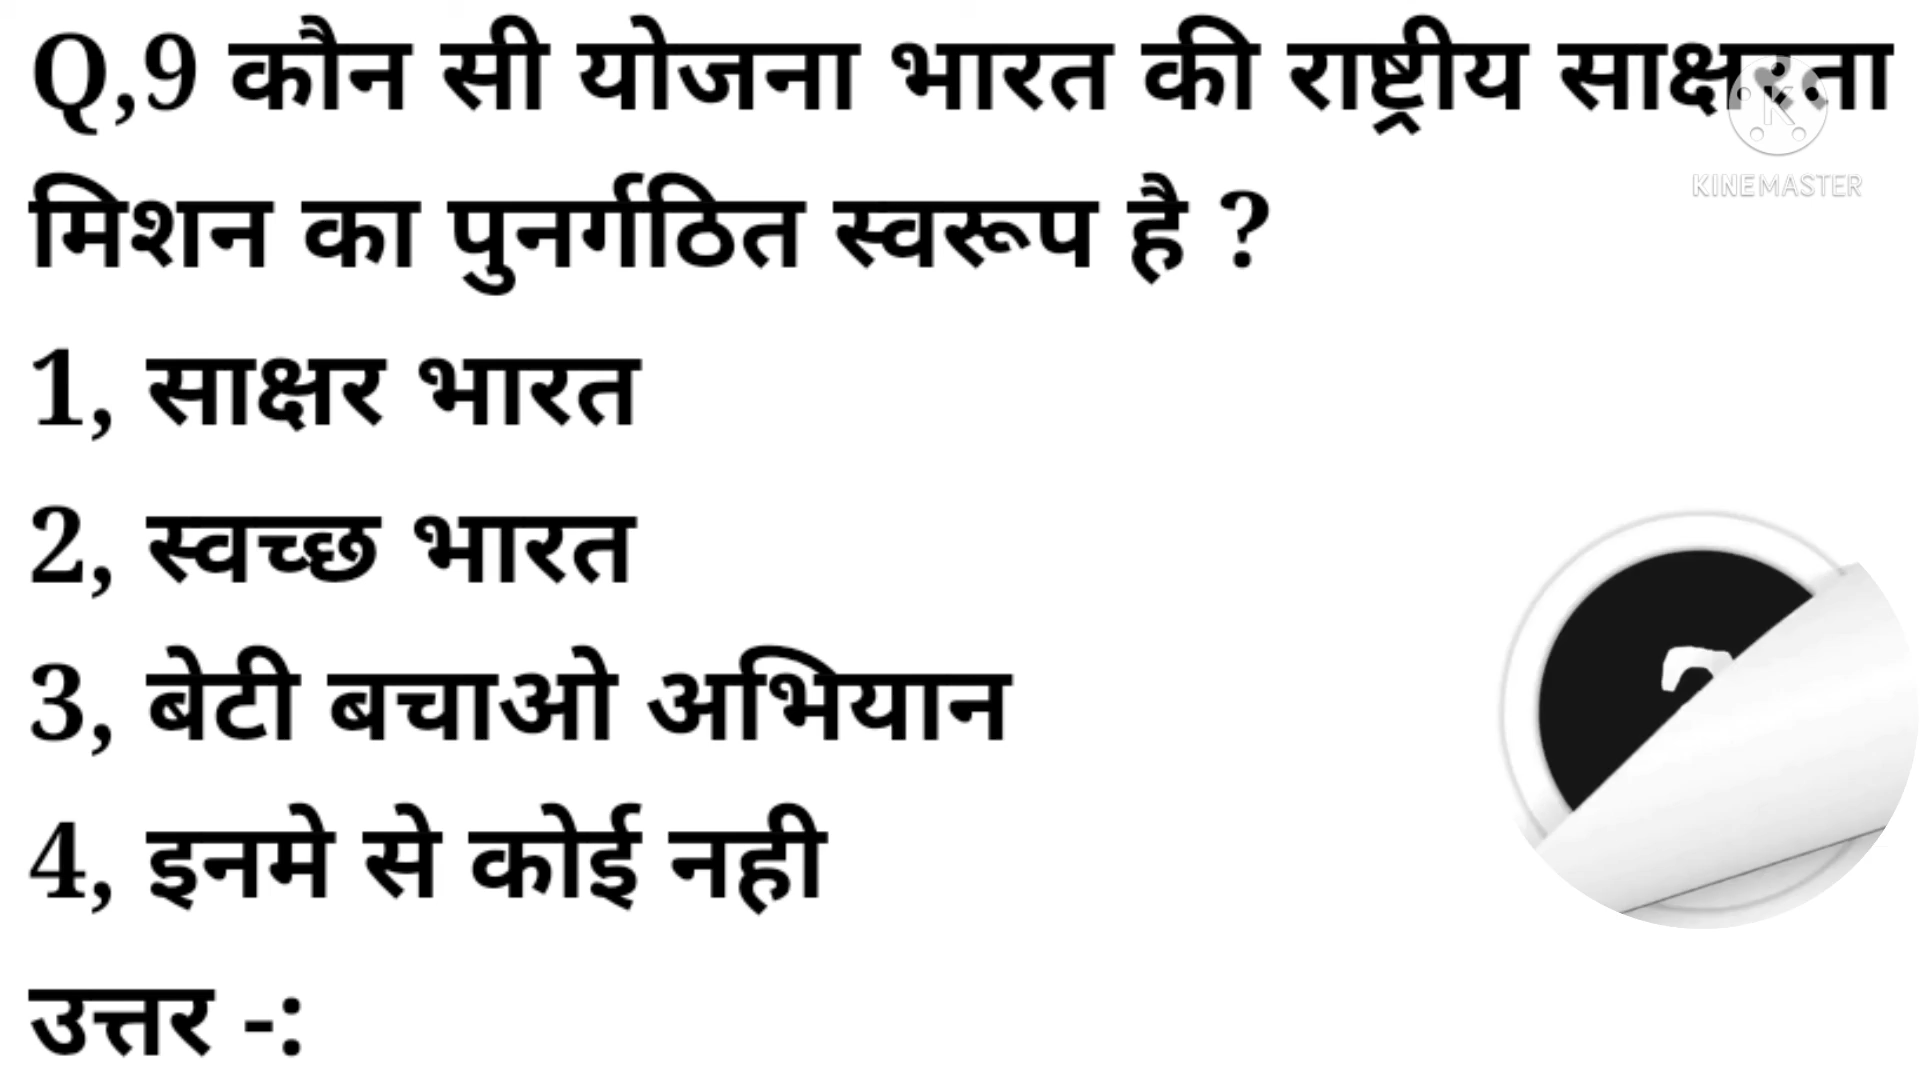 Q,9 कौन सी योजना भारत की राष्ट्रीय साक्षरता
मिशन का पुनर्गठित स्वरूप है ?
KINEMASTER
1, साक्षर भारत
2, स्वच्छ भारत
3, बेटी बचाओ अभियान
4, इनमे से कोई नही
उत्तर -: